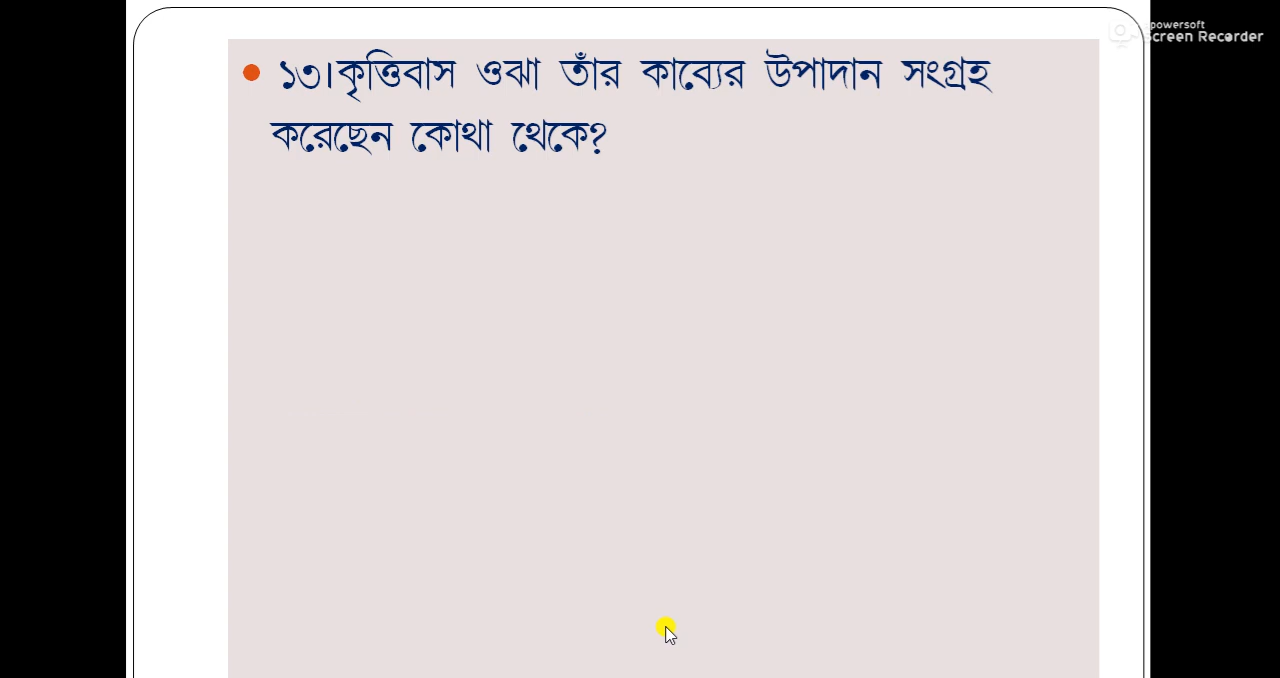 powersoft
Screen Recorder
১৩।কৃত্তিবাস ওঝা তাঁর কাব্যের উপাদান সংগ্রহ
করেছেন কোথা থেকে?